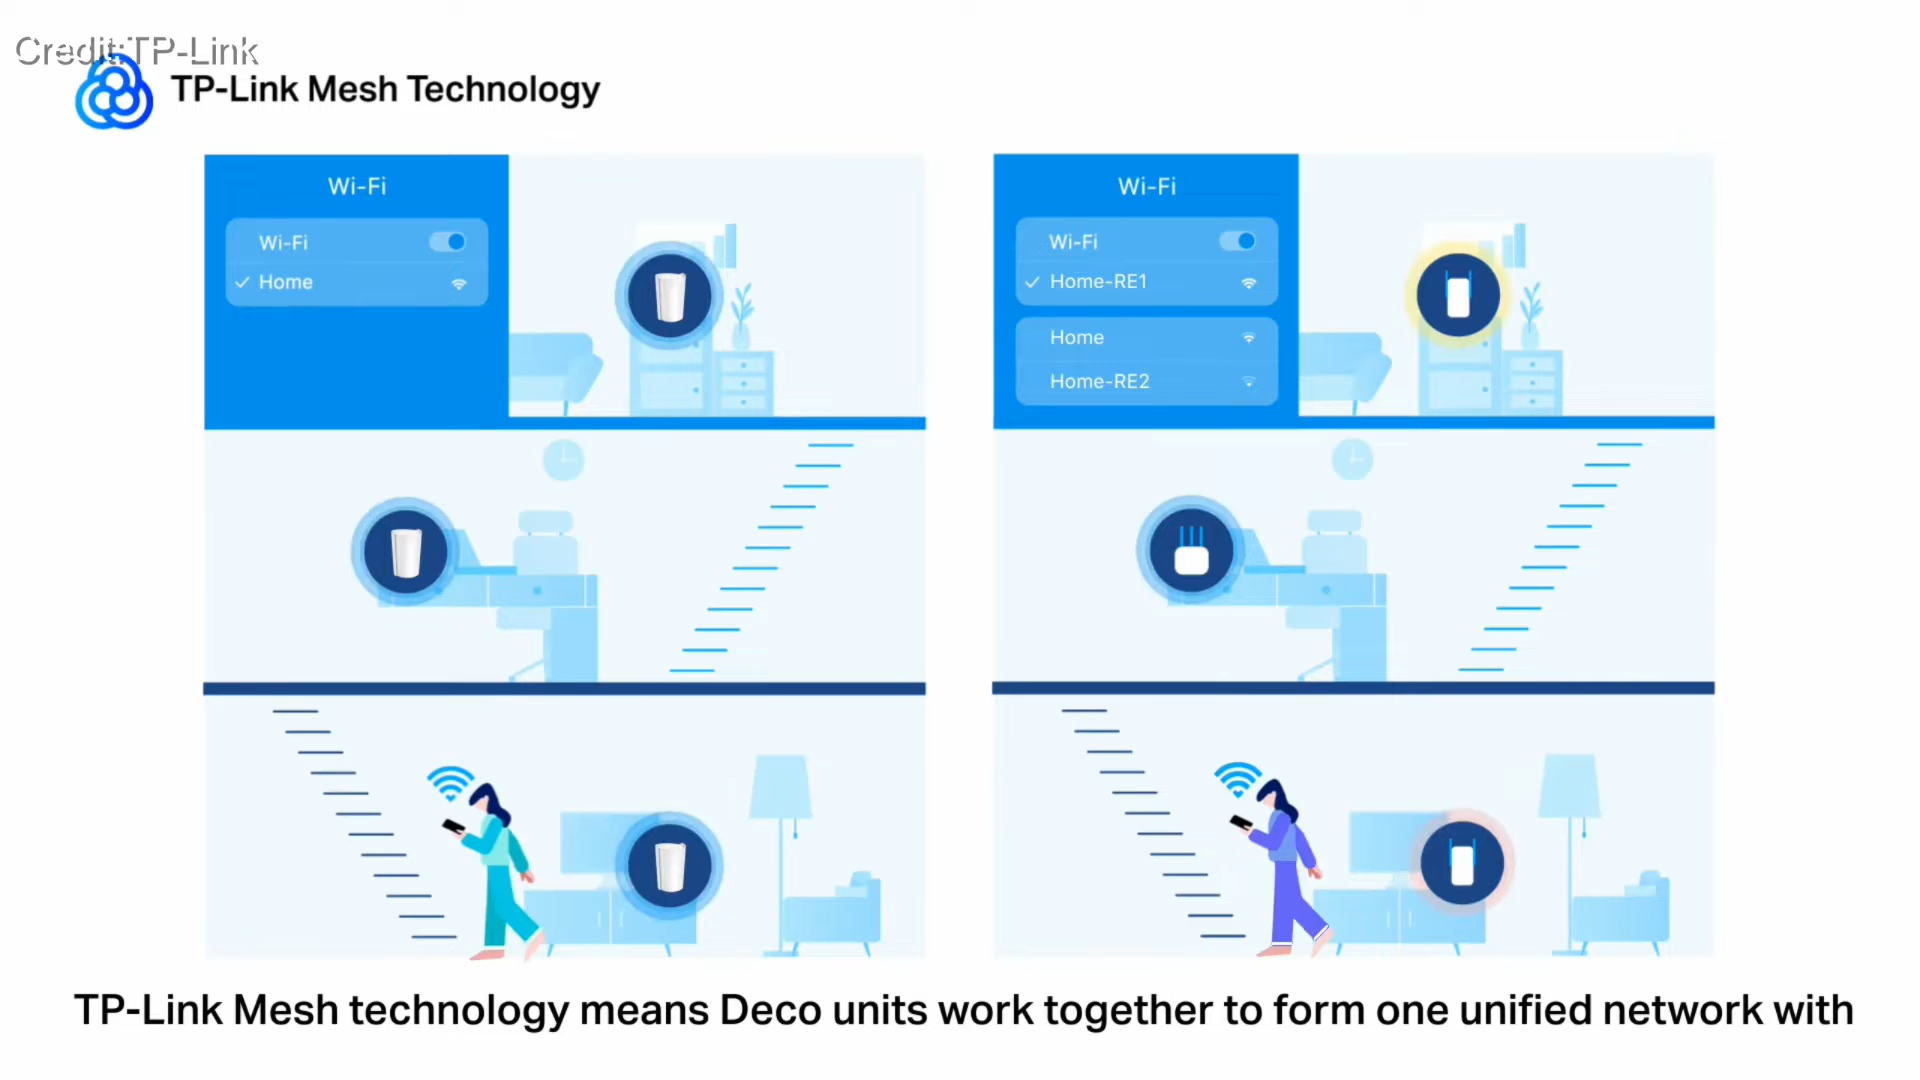 Credit:TP-Link
TP-Link Mesh Technology
Wi-Fi
Wi-Fi
Home
Wi-Fi
Wi-Fi
Home-RE1
Home
Home-RE2
TP-Link Mesh technology means Deco units work together to form one unified network with